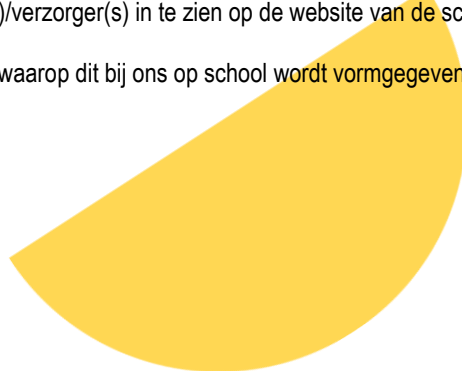 )/verzorger(s) in te zien op de website van de sc
waarop dit bij ons op school wordt vormgegeven